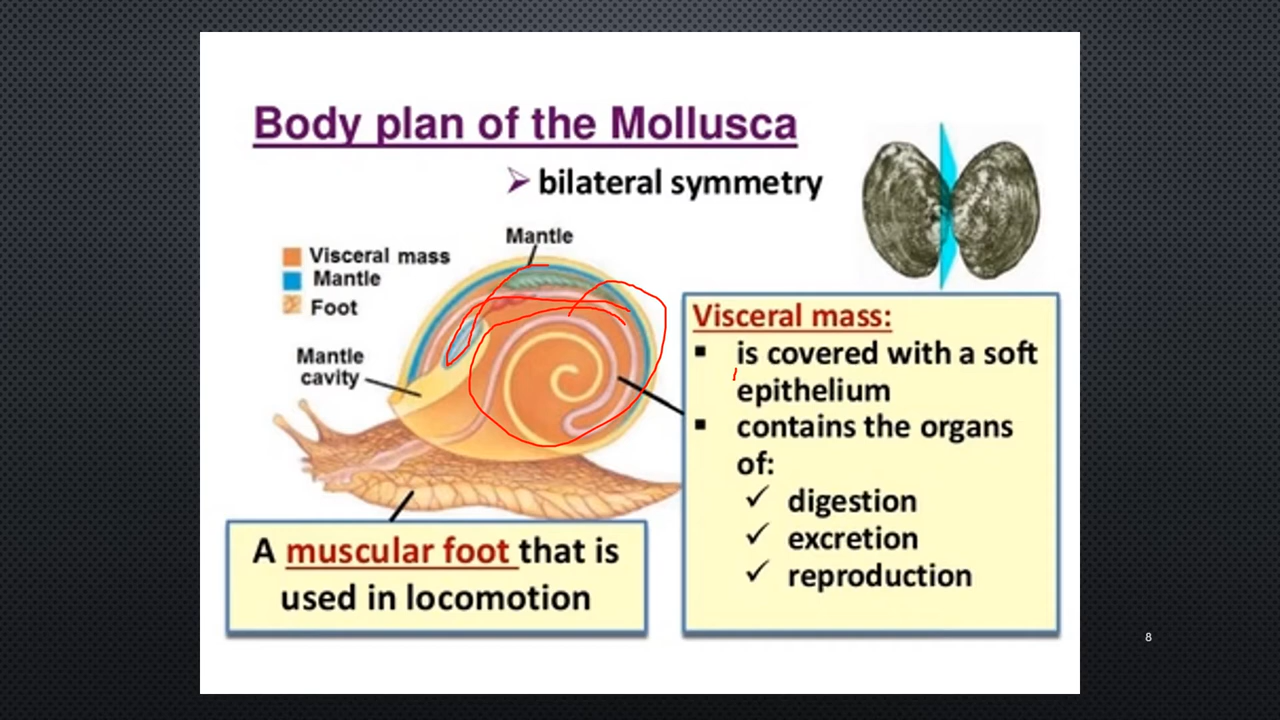 Body plan of the Mollusca
➢ bilateral symmetry
Mantle
Visceral mass
Mantle
Foot
Mantle
cavity
Visceral mass:
▪ is covered with a soft
epithelium
▪ contains the organs
of:
✓ digestion
✓ excretion
✓ reproduction
A muscular foot that is
used in locomotion
8